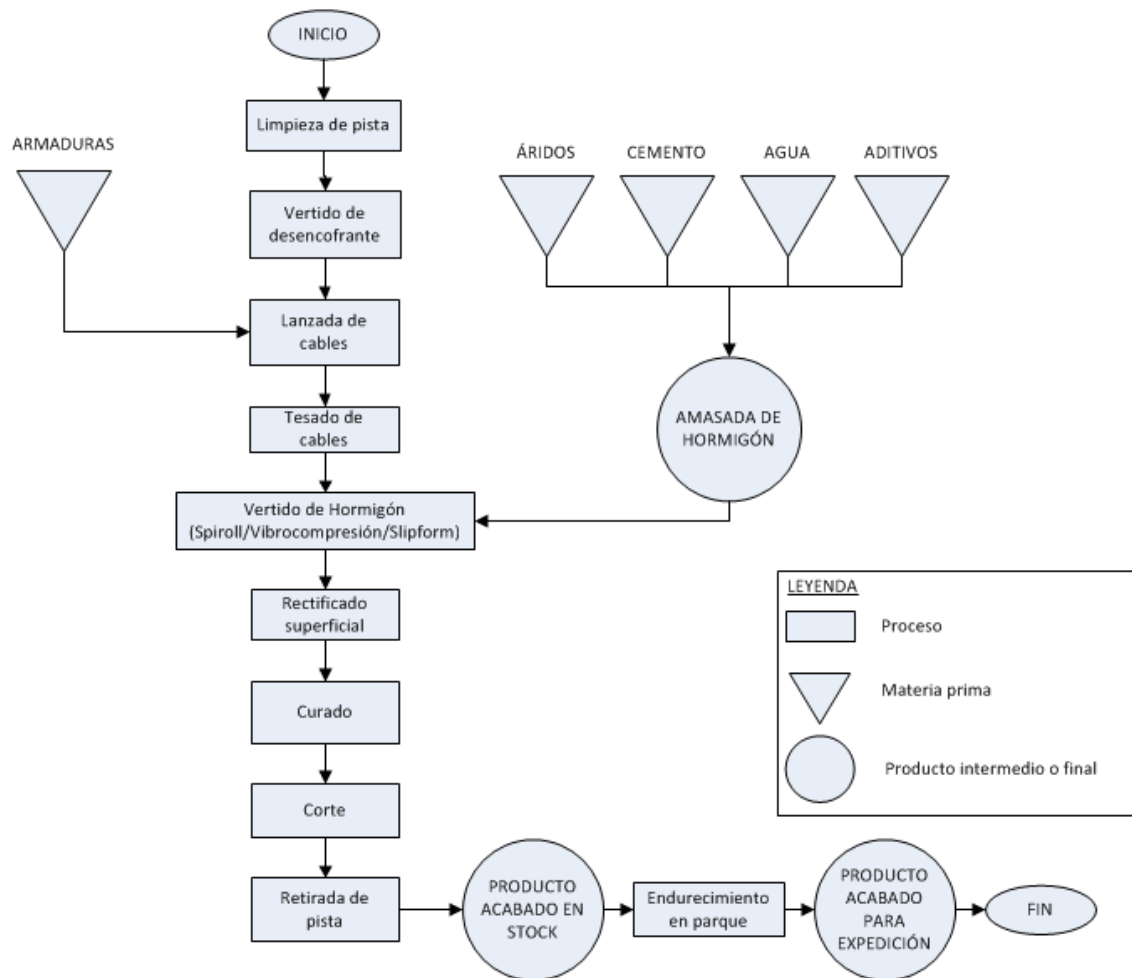 INICIO
Limpieza de pista
ARMADURAS
ÁRIDOS
CEMENTO
AGUA
ADITIVOS
Vertido de
desencofrante
Lanzada de
cables
Tesado de
cables
AMASADA DE
HORMIGÓN
Vertido de Hormigón
(Spiroll/Vibrocompresión/Slipform)
Rectificado
superficial
Curado
Corte
Retirada de
pista
PRODUCTO
ACABADO EN
STOCK
Endurecimiento
en parque
PRODUCTO
ACABADO
PARA
EXPEDICIÓN
FIN
LEYENDA
Proceso
Materia prima
Producto intermedio o final